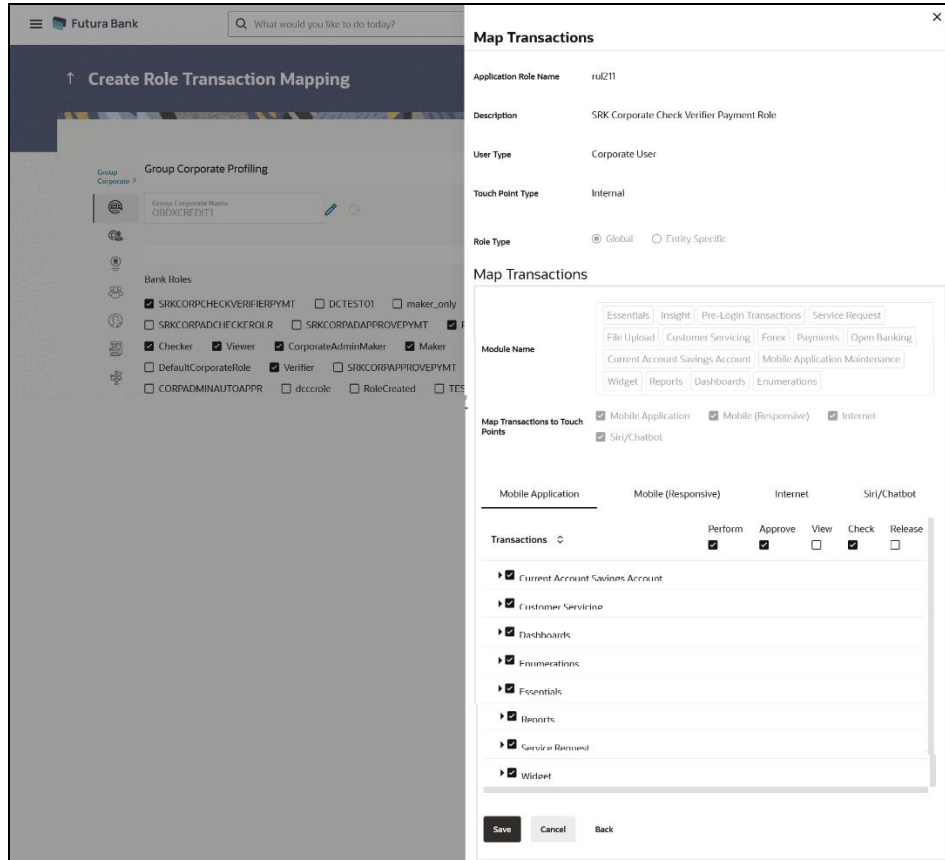 Futura Bank
What would you like to do today?
Create Role Transaction Mapping
Group Corporate >
Group Corporate Profiling
Group Corporate Name
OBDXCREDIT1
Bank Roles
SRKCORPCHECKVERIFIERPYMT DCTEST01 maker_only
SRKCORPADCHECKEROLR SRKCORPADAPPROVEPYMT
Checker Viewer CorporateAdminMaker Maker
DefaultCorporateRole Verifier SRKCORPAPPROVEPYMT
CORPADMINAUTOAPPR dcccrole RoleCreated TES
Map Transactions
Application Role Name rul211
Description SRK Corporate Check Verifier Payment Role
User Type Corporate User
Touch Point Type Internal
Role Type Global Entity Specific
Map Transactions
Module Name
Essentials Insight Pre-Login Transactions Service Request
File Upload Customer Servicing Forex Payments Open Banking
Current Account Savings Account Mobile Application Maintenance
Widget Reports Dashboards Enumerations
Map Transactions to Touch Points
Mobile Application Mobile (Responsive) Internet
Siri/Chatbot
Mobile Application Mobile (Responsive) Internet Siri/Chatbot
Transactions Perform Approve View Check Release
Current Account Savings Account
Customer Servicing
Dashboards
Enumerations
Essentials
Reports
Service Request
Widget
Save Cancel Back